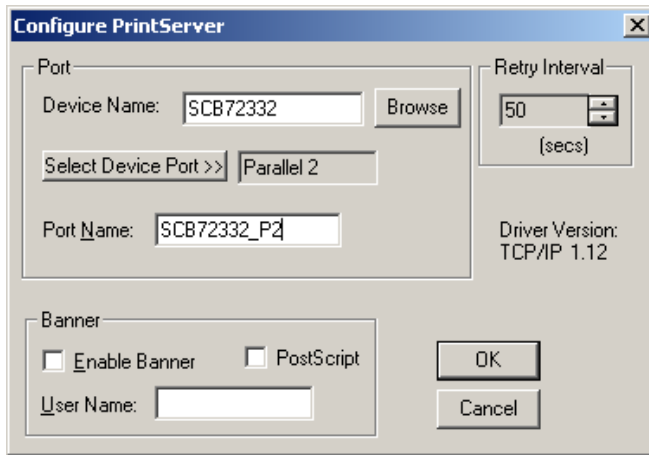 Configure PrintServer
Port
Device Name: SCB72332 Browse
Select Device Port >> Parallel 2
Port Name: SCB72332_P2
Retry Interval
50
(secs)
Driver Version:
TCP/IP 1.12
Banner
Enable Banner PostScript
User Name:
OK
Cancel